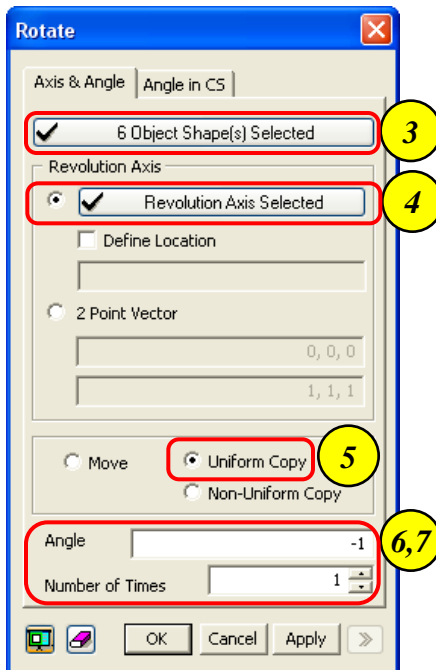 Rotate
Axis & Angle Angle in CS
6 Object Shape(s) Selected 3
Revolution Axis
Revolution Axis Selected 4
Define Location
2 Point Vector
0, 0, 0
1, 1, 1
Move Uniform Copy 5
Non-Uniform Copy
Angle -1 6,7
Number of Times 1
OK Cancel Apply >>